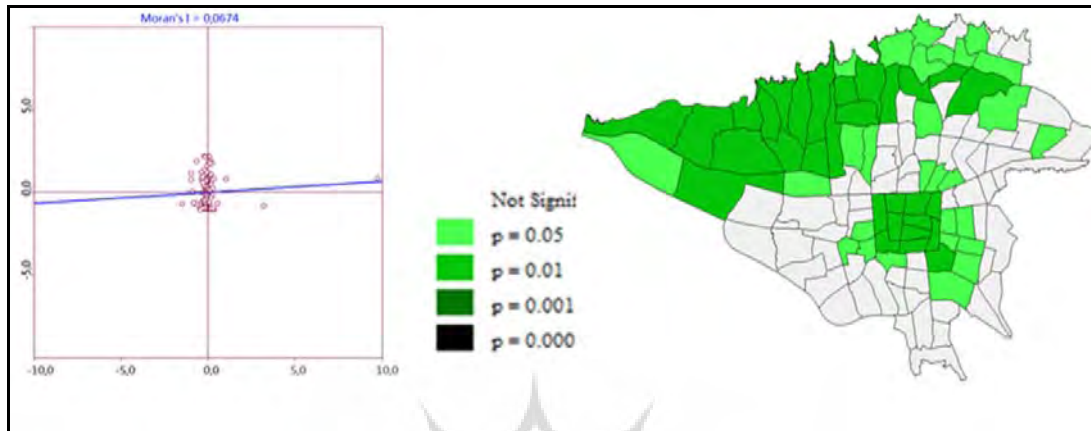 Moran's I = 0,0674
5,0
0,0
-5,0
-10,0
-5,0
0,0
5,0
10,0
Not Signif
p = 0.05
p = 0.01
p = 0.001
p = 0.000